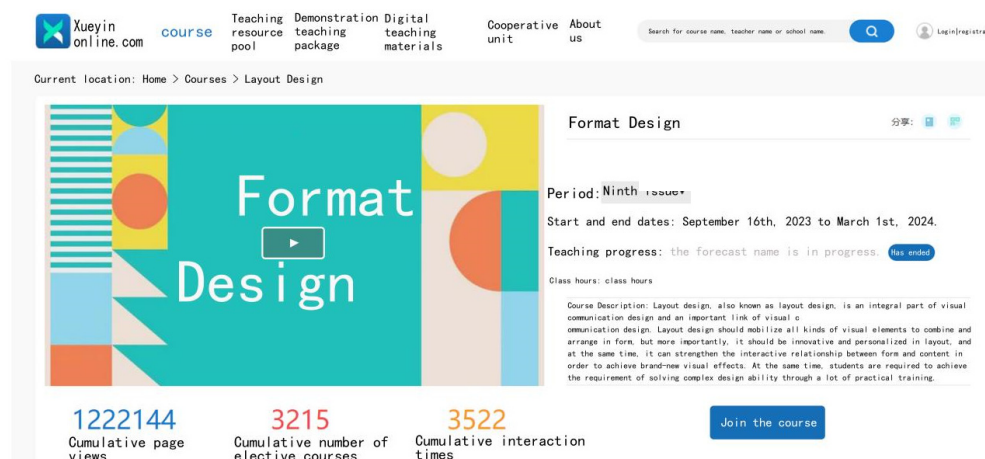 Xueyin
online.com
course
Teaching
resource
pool
Demonstration
teaching
package
Digital
teaching
materials
Cooperative
unit
About
us
Search for course name, teacher name or school name.
Login|registra
Current location: Home > Courses > Layout Design
Format
Design
Format Design
分享:
Period: Ninth issue
Start and end dates: September 16th, 2023 to March 1st, 2024.
Teaching progress: the forecast name is in progress. Has ended
Class hours: class hours
Course Description: Layout design, also known as layout design, is an integral part of visual
communication design and an important link of visual c
ommunication design. Layout design should mobilize all kinds of visual elements to combine and
arrange in form, but more importantly, it should be innovative and personalized in layout, and
at the same time, it can strengthen the interactive relationship between form and content in
order to achieve brand-new visual effects. At the same time, students are required to achieve
the requirement of solving complex design ability through a lot of practical training.
1222144
Cumulative page
views
3215
Cumulative number of
elective courses
3522
Cumulative interaction
times
Join the course